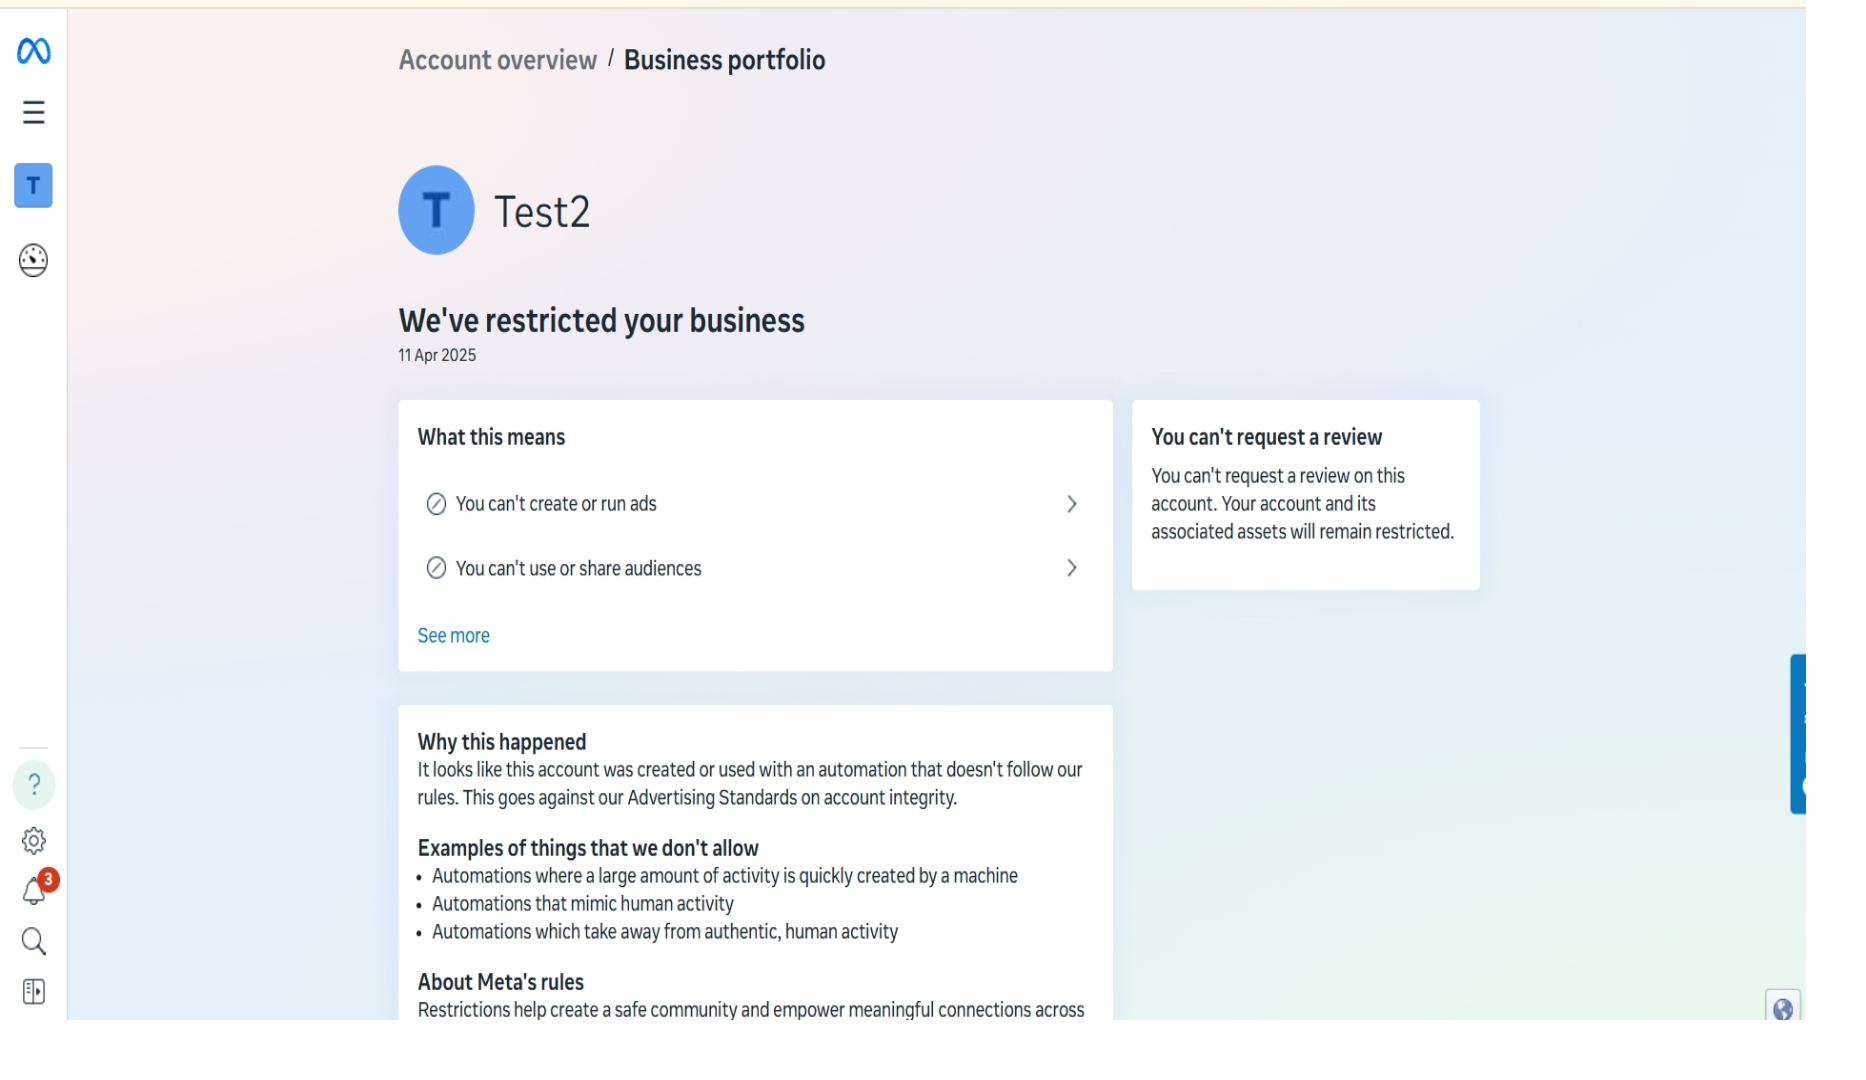 Account overview / Business portfolio
T
T
Test2
We've restricted your business
11 Apr 2025
What this means
You can't create or run ads
You can't use or share audiences
See more
You can't request a review
You can't request a review on this
account. Your account and its
associated assets will remain restricted.
Why this happened
It looks like this account was created or used with an automation that doesn't follow our
rules. This goes against our Advertising Standards on account integrity.
Examples of things that we don't allow
• Automations where a large amount of activity is quickly created by a machine
• Automations that mimic human activity
• Automations which take away from authentic, human activity
About Meta's rules
Restrictions help create a safe community and empower meaningful connections across
?
3